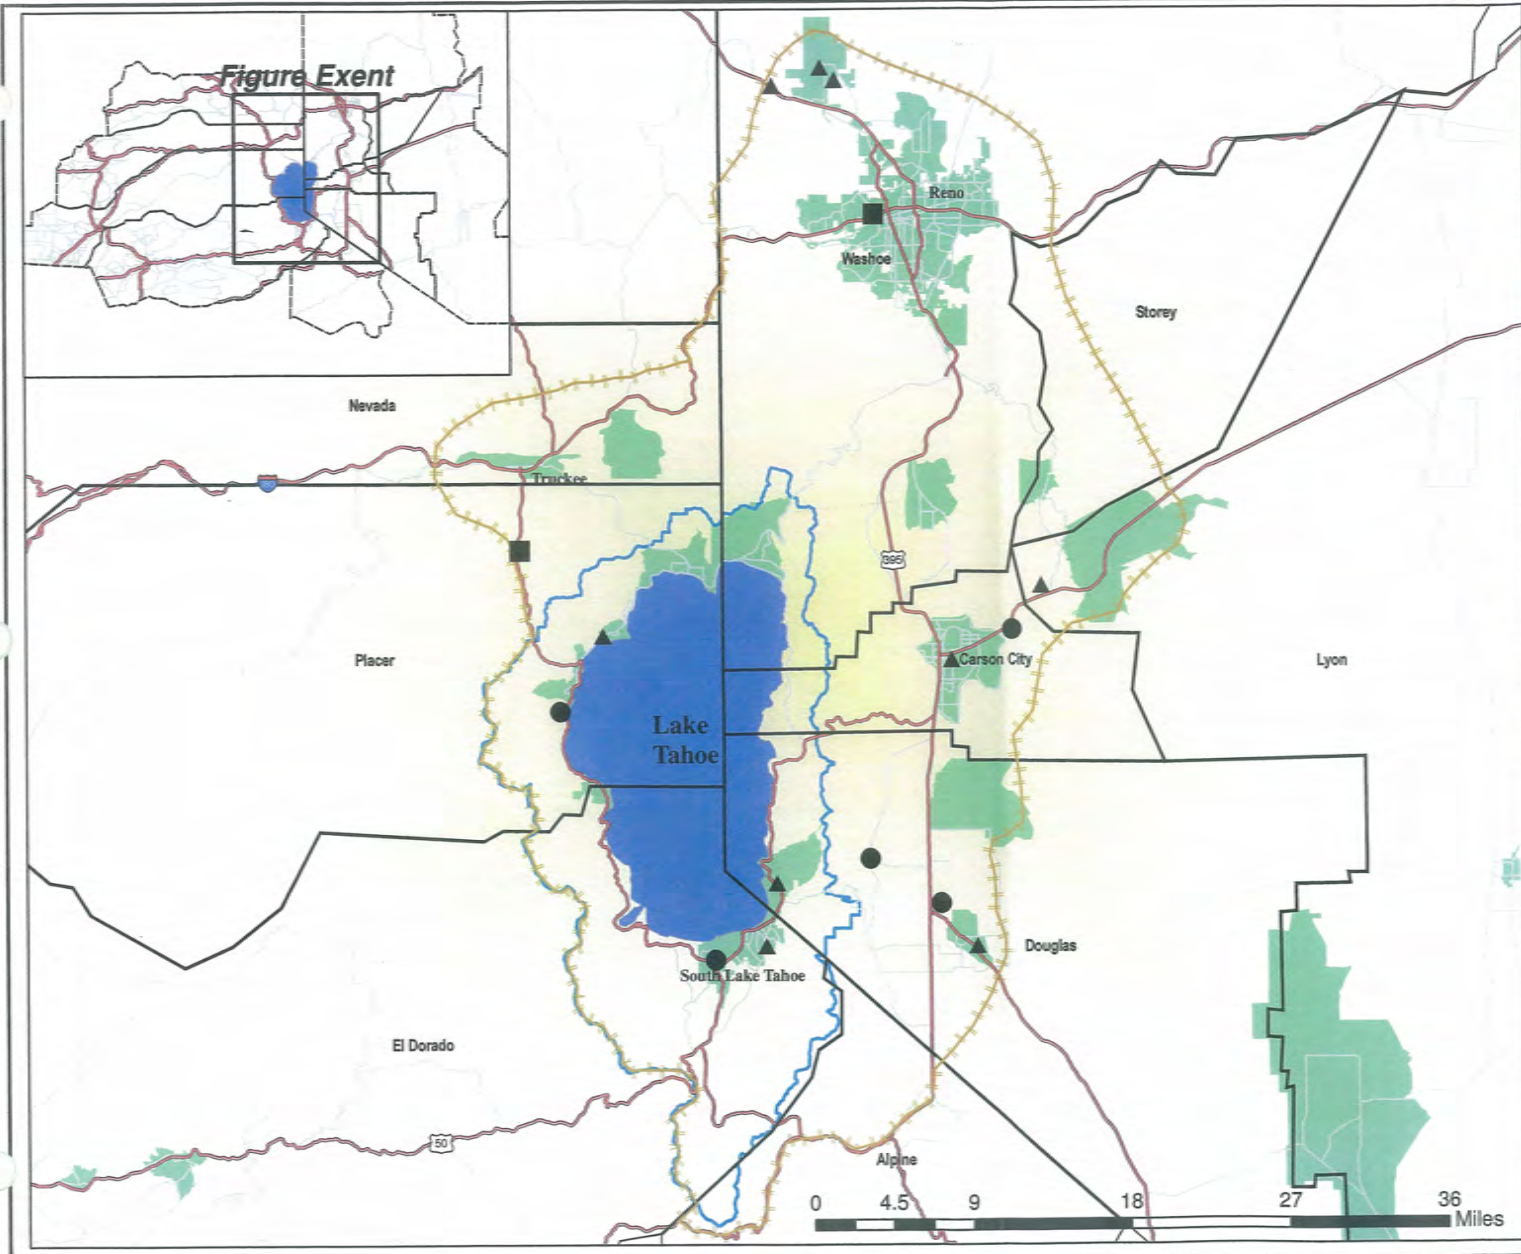 Figure Exent
Reno
Washoe
Storey
Nevada
Truckee
395
Placer
Carson City
Lyon
Lake
Tahoe
Douglas
South Lake Tahoe
El Dorado
50
Alpine
0 4.5 9 18 27 36
Miles